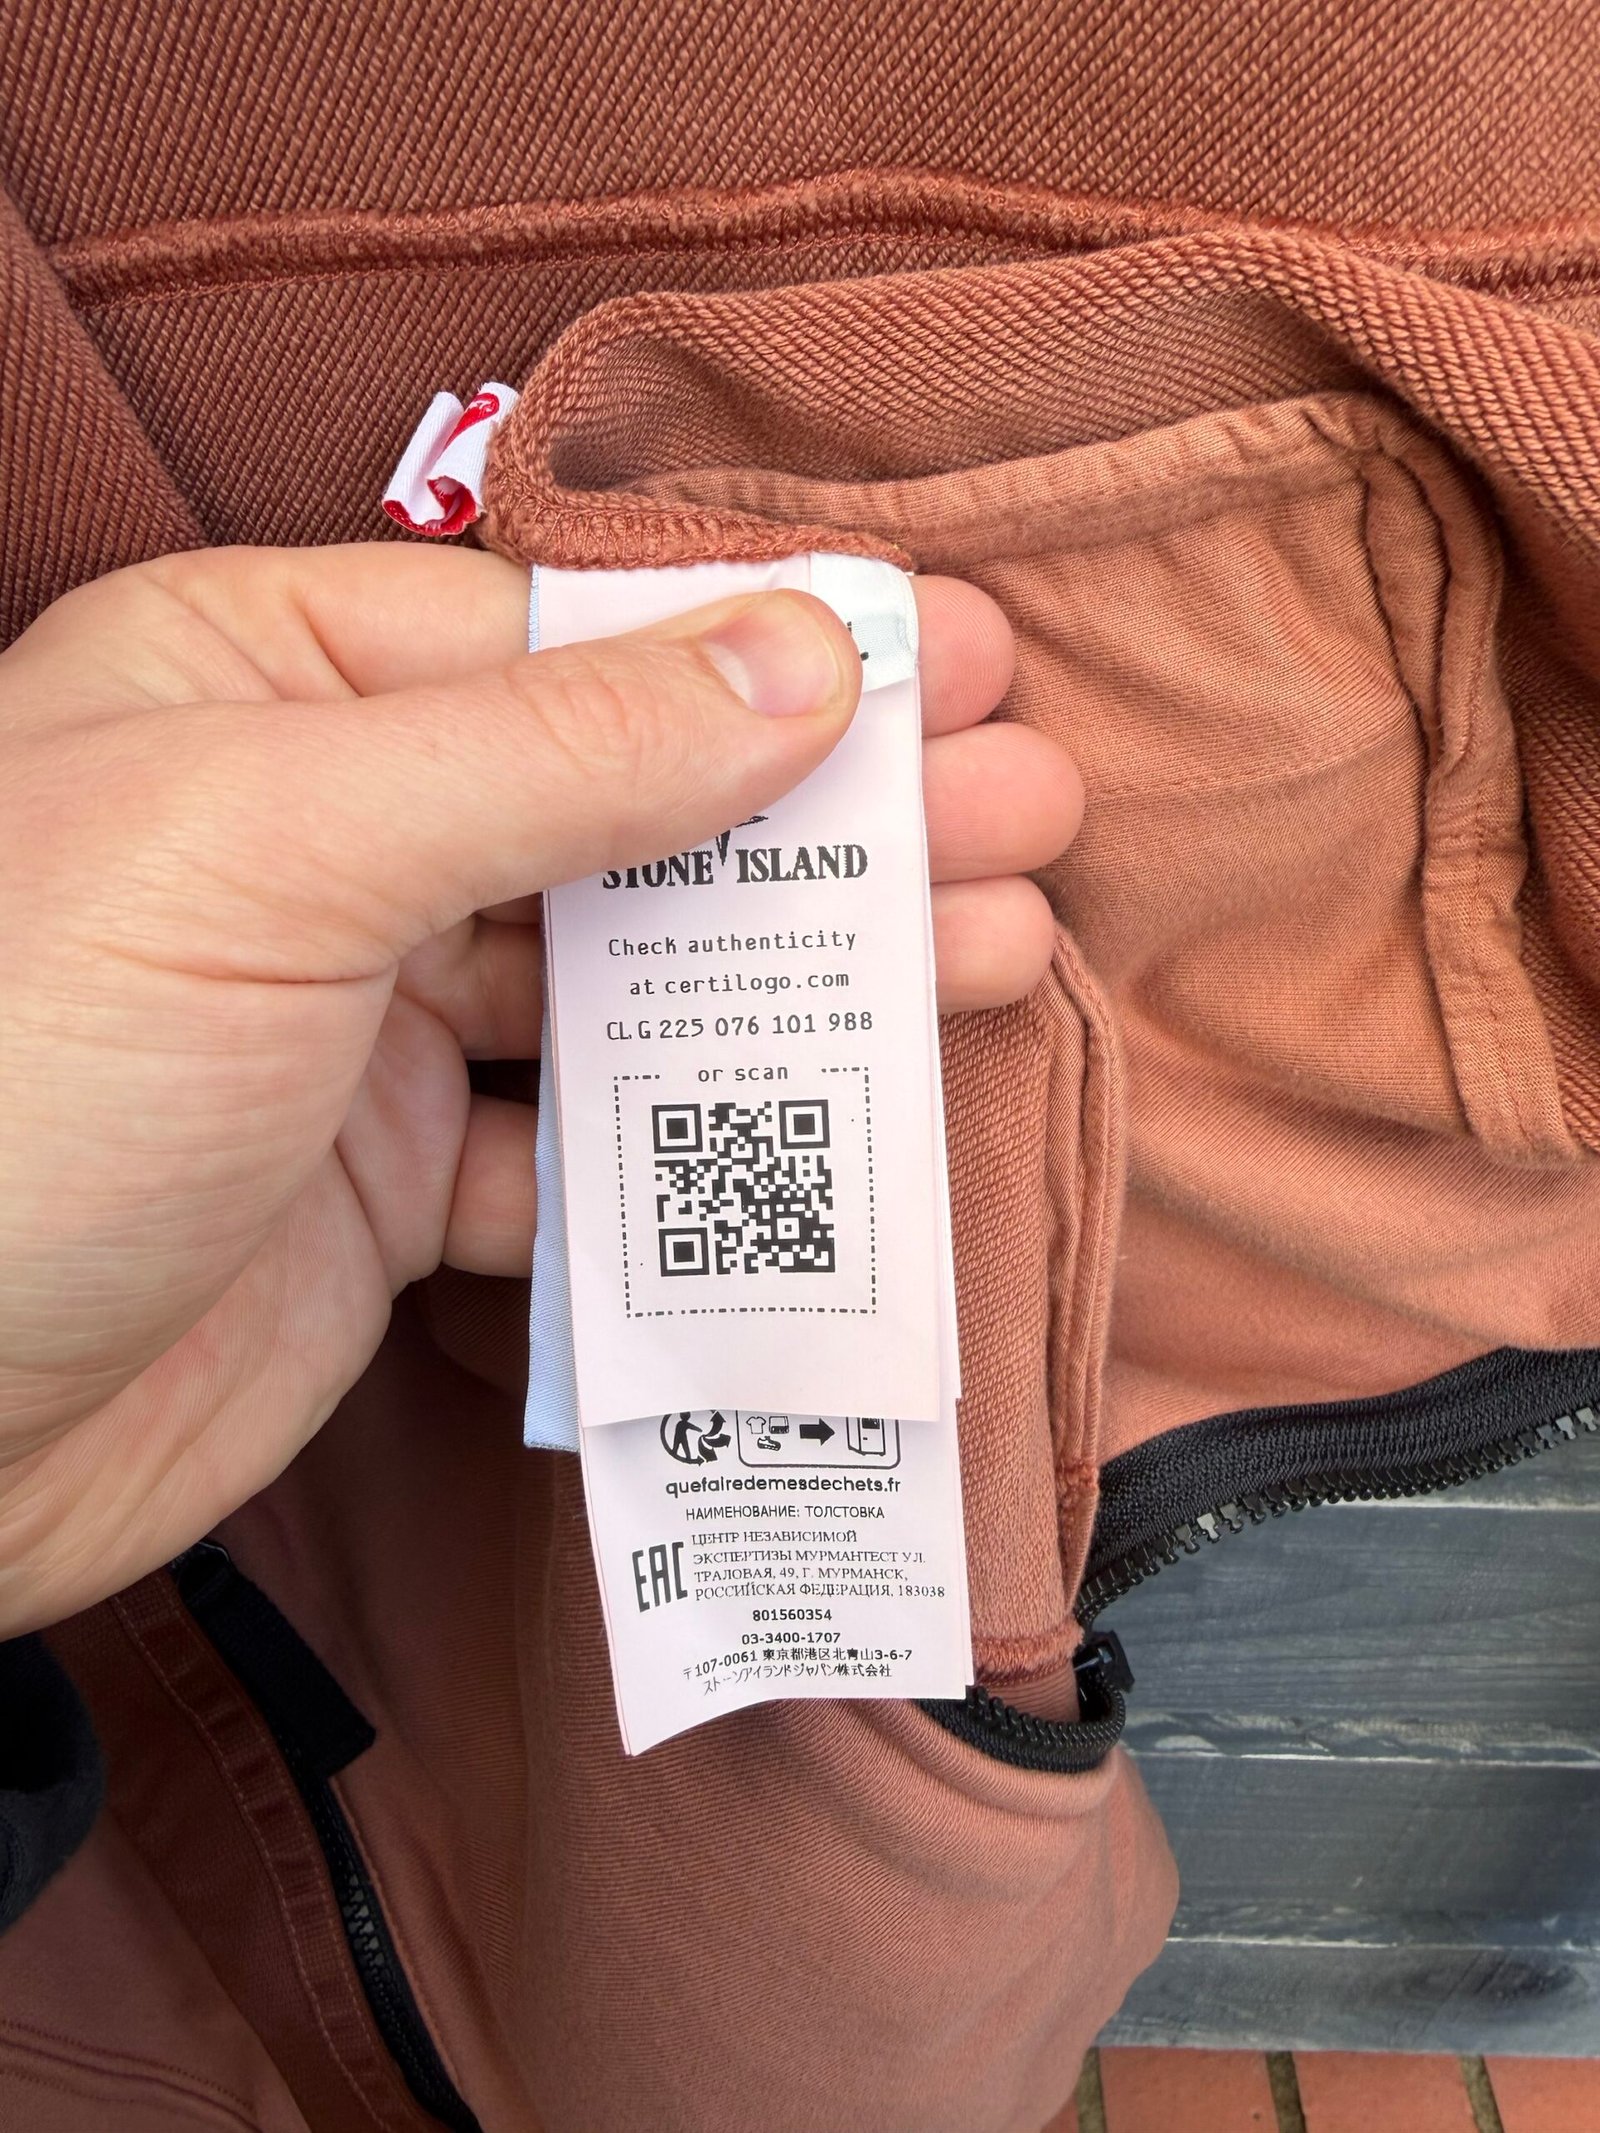 STONE ISLAND
Check authenticity
at certilogo.com
CLG 225 076 101 988
or scan
quefairedemesdechets.fr
НАИМЕНОВАНИЕ: ТОЛСТОВКА
EAC
ЦЕНТР НЕЗАВИСИМОЙ
ЭКСПЕРТИЗЫ МУРМАНТЕСТ УЛ.
ТРАЛОВАЯ, 49, Г. МУРМАНСК,
РОССИЙСКАЯ ФЕДЕРАЦИЯ, 183038
801560354
03-3400-1707
〒107-0061 東京都港区北青山3-6-7
ストーンアイランドジャパン株式会社